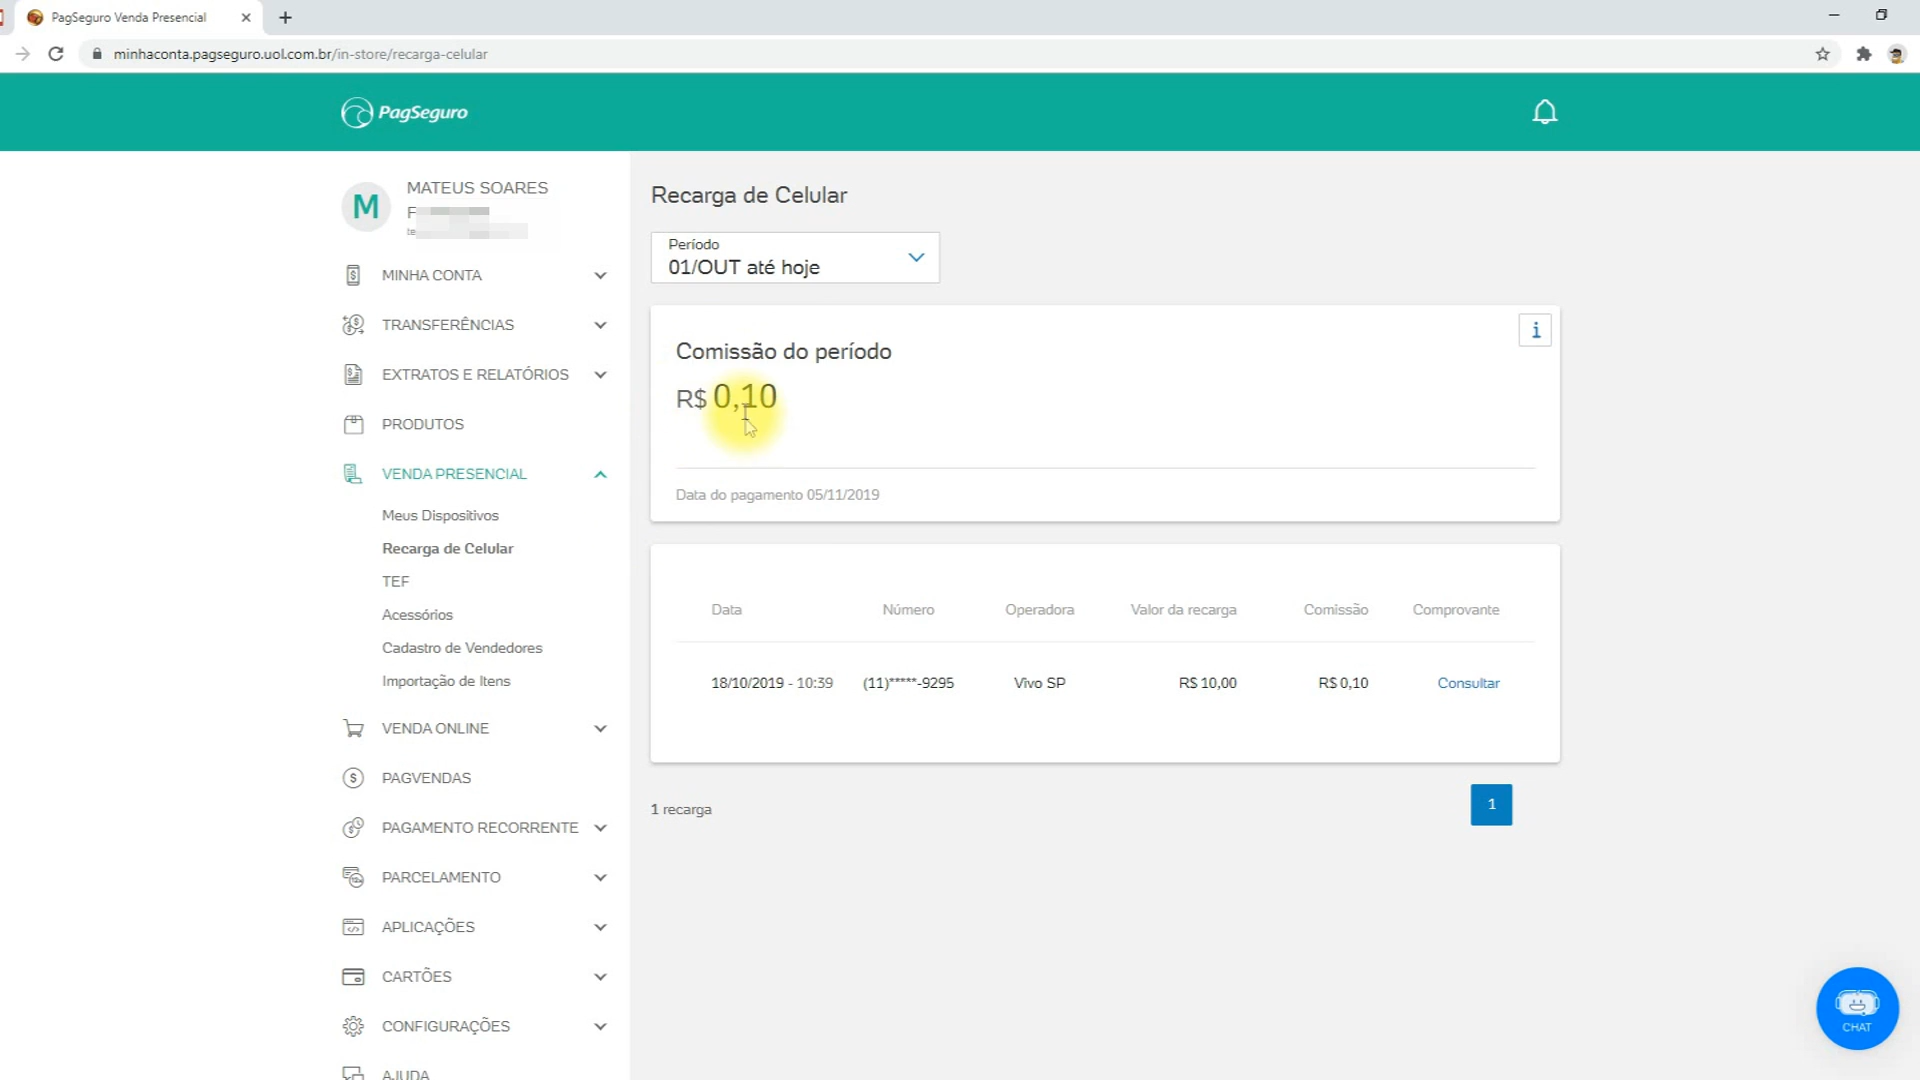 PagSeguro Venda Presencial
minhaconta.pagseguro.uol.com.br/in-store/recarga-celular
PagSeguro
M
MATEUS SOARES
F
te
MINHA CONTA
TRANSFERÊNCIAS
EXTRATOS E RELATÓRIOS
PRODUTOS
VENDA PRESENCIAL
Meus Dispositivos
Recarga de Celular
TEF
Acessórios
Cadastro de Vendedores
Importação de Itens
VENDA ONLINE
PAGVENDAS
PAGAMENTO RECORRENTE
PARCELAMENTO
APLICAÇÕES
CARTÕES
CONFIGURAÇÕES
AJUDA
Recarga de Celular
Período
01/OUT até hoje
i
Comissão do período
R$ 0,10
Data do pagamento 05/11/2019
Data Número Operadora Valor da recarga Comissão Comprovante
18/10/2019 - 10:39 (11)*****-9295 Vivo SP R$ 10,00 R$ 0,10 Consultar
1 recarga
1
CHAT